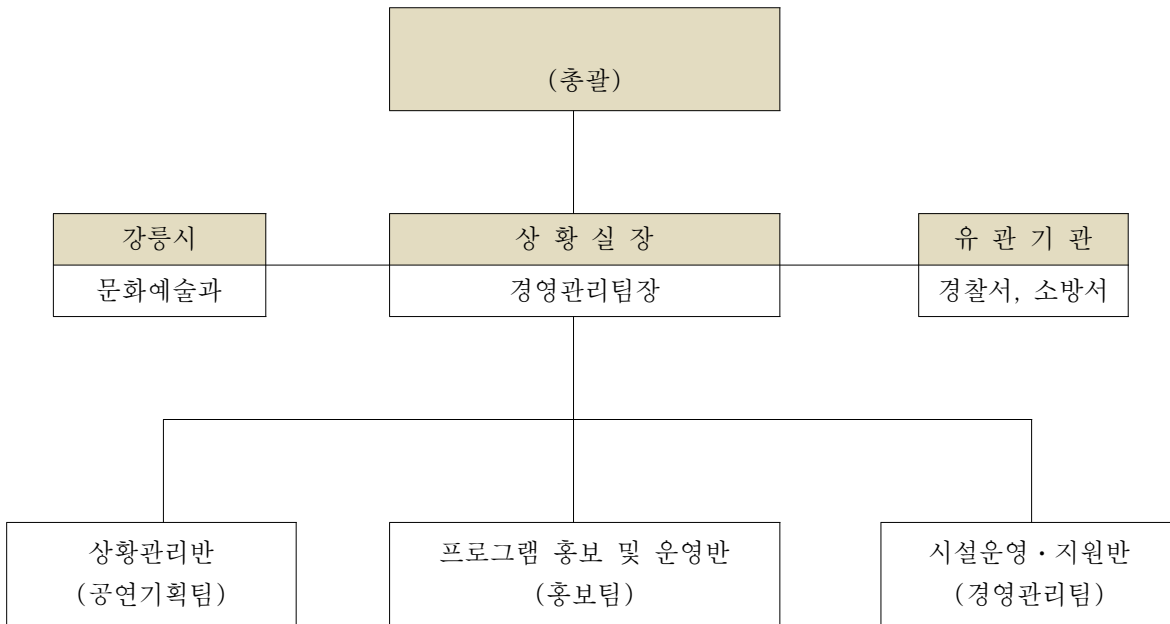 (총괄)
강릉시
상 황 실 장
유 관 기 관
문화예술과
경영관리팀장
경찰서, 소방서
상황관리반
(공연기획팀)
프로그램 홍보 및 운영반
(홍보팀)
시설운영·지원반
(경영관리팀)